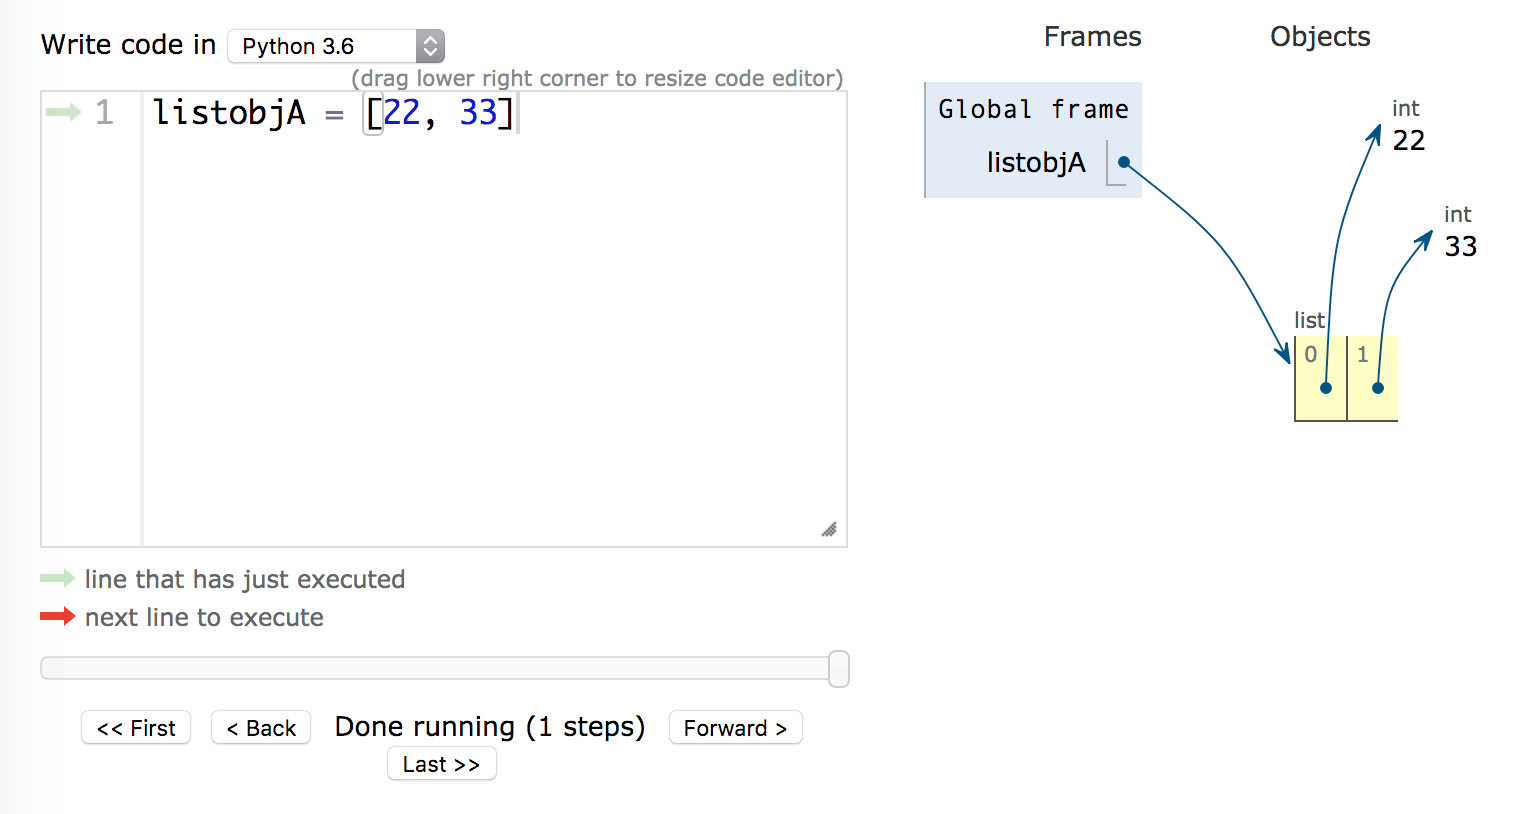 Write code in Python 3.6
(drag lower right corner to resize code editor)
1 listobjA = [22, 33]
line that has just executed
next line to execute
<< First < Back Done running (1 steps) Forward >
Last >>
Frames Objects
Global frame
listobjA
int
22
int
33
list
0 1